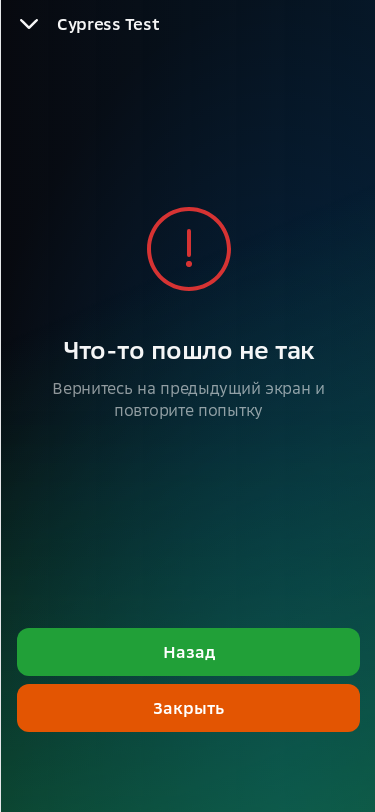 Cypress Test
Что-то пошло не так
Вернитесь на предыдущий экран и
повторите попытку
Назад
Закрыть